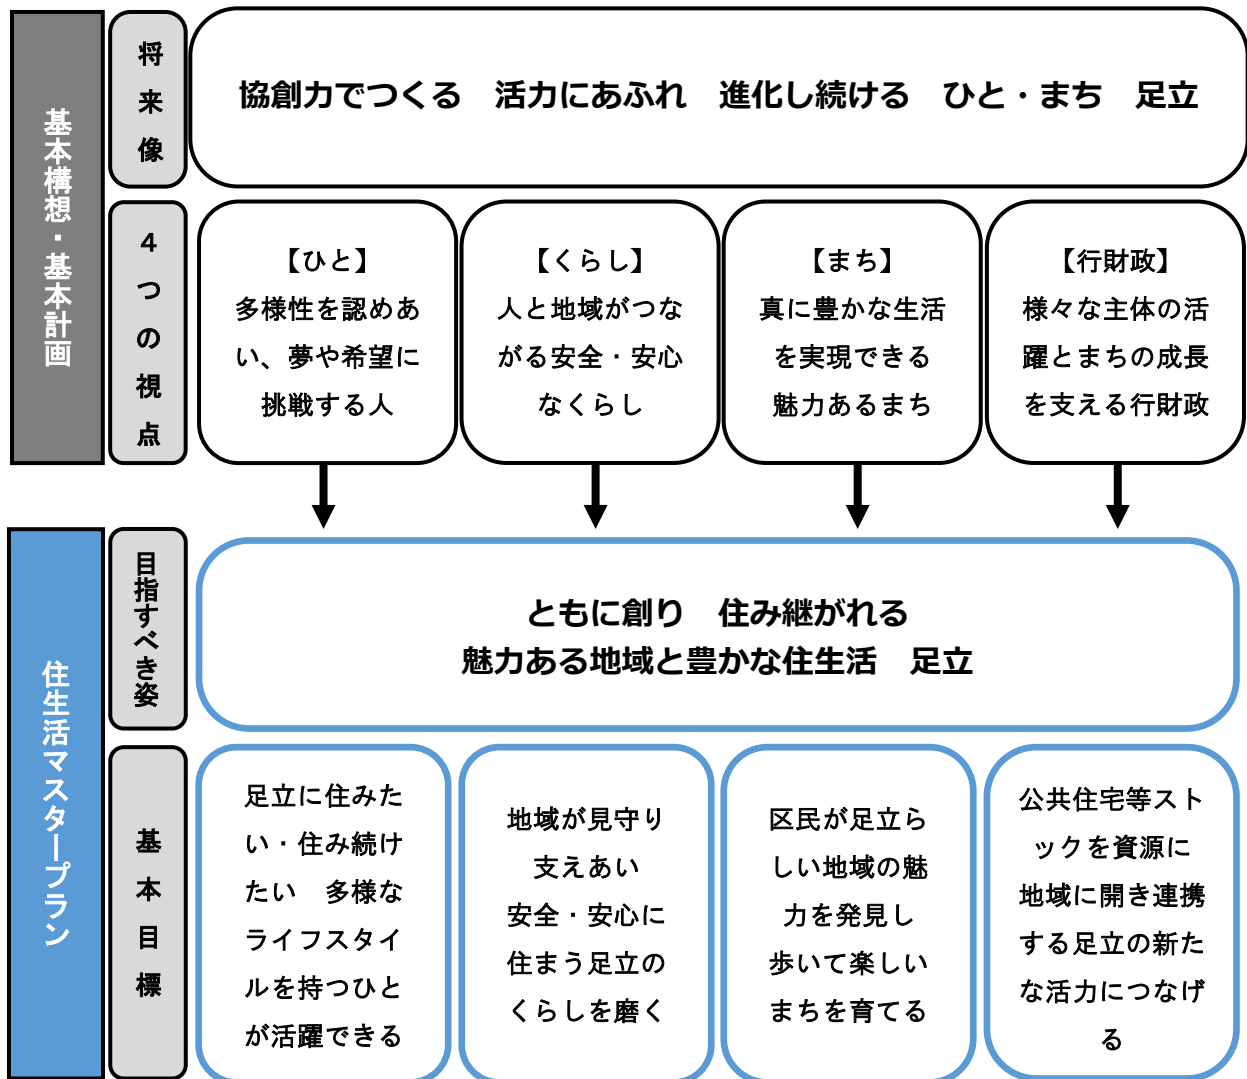 基本構想・基本計画
将来像
協創力でつくる　活力にあふれ　進化し続ける　ひと・まち　足立
４つの視点
【ひと】
多様性を認めあ
い、夢や希望に
挑戦する人
【くらし】
人と地域がつな
がる安全・安心
なくらし
【まち】
真に豊かな生活
を実現できる
魅力あるまち
【行財政】
様々な主体の活
躍とまちの成長
を支える行財政
住生活マスタープラン
目指すべき姿
ともに創り　住み継がれる
魅力ある地域と豊かな住生活　足立
基本目標
足立に住みた
い・住み続け
たい　多様な
ライフスタイ
ルを持つひと
が活躍できる
地域が見守り
支えあい
安全・安心に
住まう足立の
くらしを磨く
区民が足立ら
しい地域の魅
力を発見し
歩いて楽しい
まちを育てる
公共住宅等スト
ックを資源に
地域に開き連携
する足立の新た
な活力につなげ
る